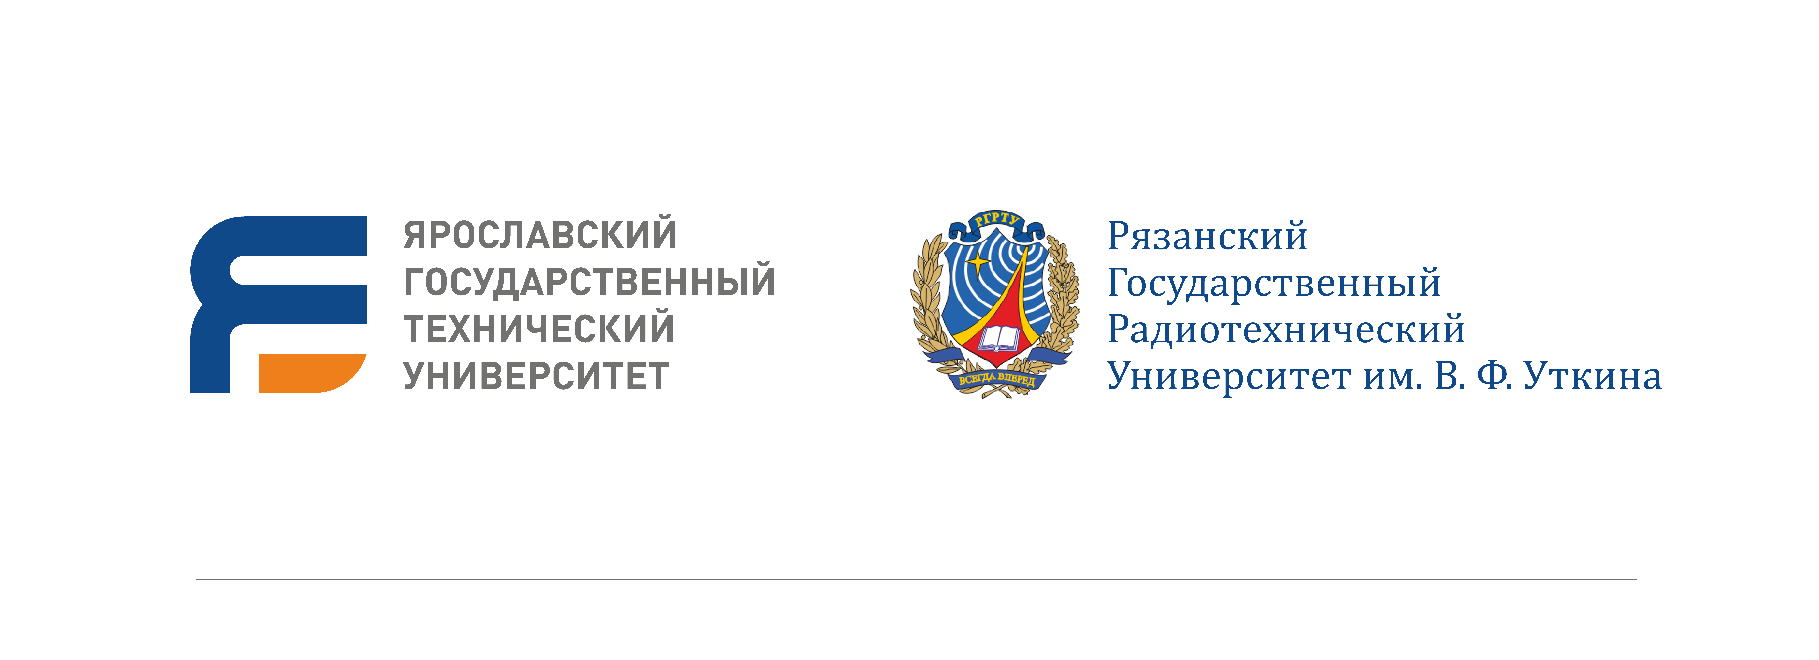 ЯРОСЛАВСКИЙ
ГОСУДАРСТВЕННЫЙ
ТЕХНИЧЕСКИЙ
УНИВЕРСИТЕТ
РГРТУ
ВСЕГДА ВПЕРЕД
Рязанский
Государственный
Радиотехнический
Университет им. В. Ф. Уткина